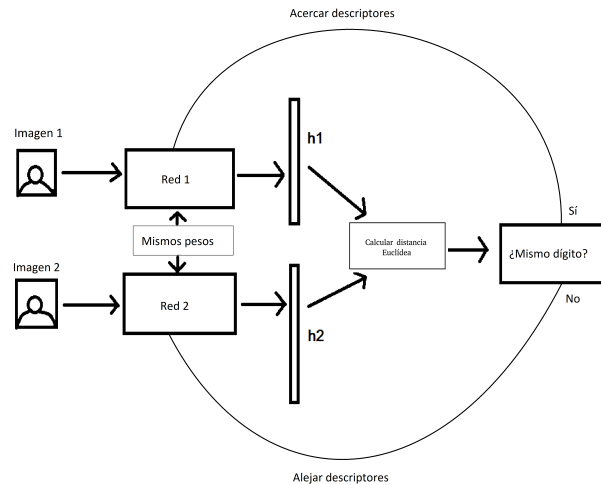 Acercar descriptores
Imagen 1
h1
Red 1
Sí
Mismos pesos
Calcular distancia
Euclídea
¿Mismo dígito?
Imagen 2
No
Red 2
h2
Alejar descriptores